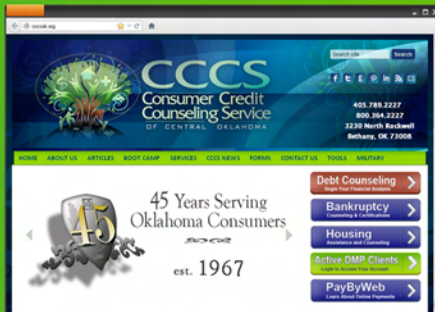 cccsok.org
Search site
Search
CCCS
Consumer Credit
Counseling Service
OF CENTRAL OKLAHOMA
405.789.2227
800.364.2227
3230 North Rockwell
Bethany, OK 73008
HOME ABOUT US ARTICLES BOOT CAMP SERVICES CCCS NEWS FORMS CONTACT US TOOLS MILITARY
45
45 Years Serving
Oklahoma Consumers
est. 1967
Debt Counseling
Begin Your Financial Analysis
Bankruptcy
Counseling & Certifications
Housing
Assistance and Counseling
Active DMP Clients
Login to Access Your Account
PayByWeb
Learn About Online Payments